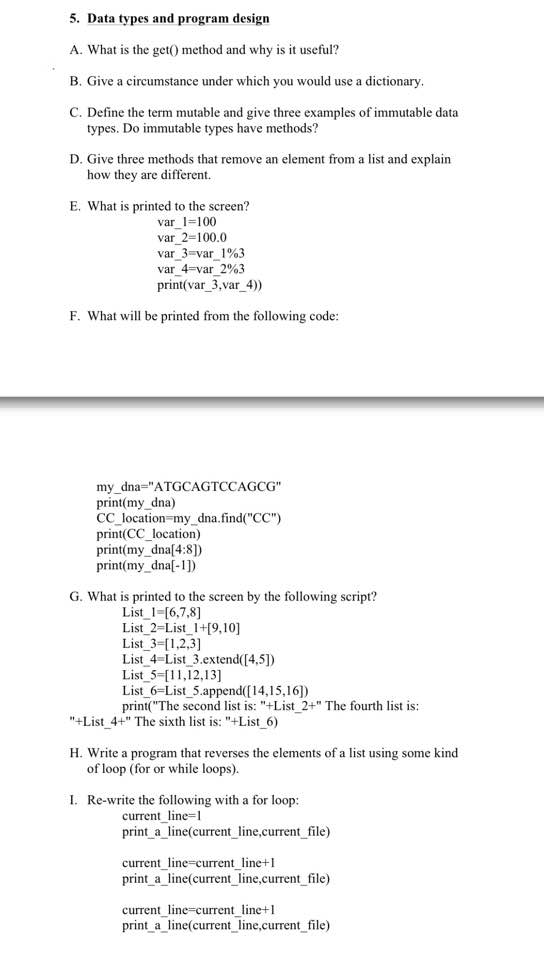 5. Data types and program design
A. What is the get() method and why is it useful?
B. Give a circumstance under which you would use a dictionary.
C. Define the term mutable and give three examples of immutable data
types. Do immutable types have methods?
D. Give three methods that remove an element from a list and explain
how they are different.
E. What is printed to the screen?
var_1=100
var_2=100.0
var_3=var_1%3
var_4=var_2%3
print(var_3,var_4))
F. What will be printed from the following code:
my_dna="ATGCAGTCCAGCG"
print(my_dna)
CC_location=my_dna.find("CC")
print(CC_location)
print(my_dna[4:8])
print(my_dna[-1])
G. What is printed to the screen by the following script?
List_1=[6,7,8]
List_2=List_1+[9,10]
List_3=[1,2,3]
List_4=List_3.extend([4,5])
List_5=[11,12,13]
List_6=List_5.append([14,15,16])
print("The second list is: "+List_2+" The fourth list is:
"+List_4+" The sixth list is: "+List_6)
H. Write a program that reverses the elements of a list using some kind
of loop (for or while loops).
I. Re-write the following with a for loop:
current_line=1
print_a_line(current_line,current_file)
current_line=current_line+1
print_a_line(current_line,current_file)
current_line=current_line+1
print_a_line(current_line,current_file)